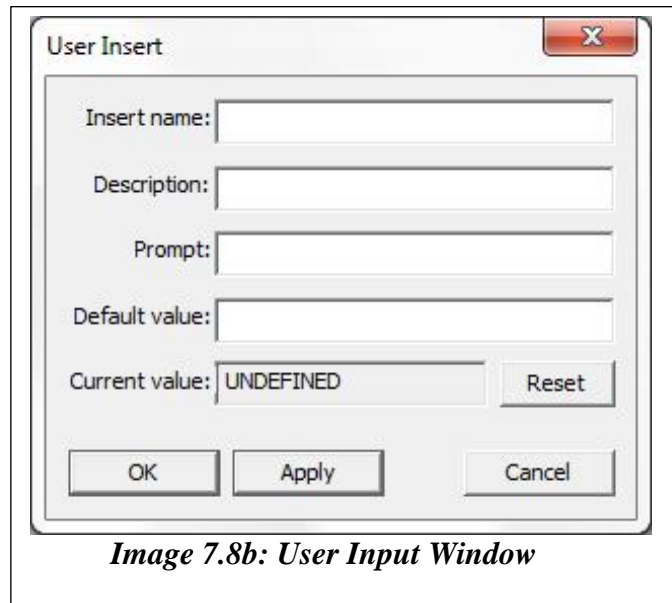 User Insert
Insert name:
Description:
Prompt:
Default value:
Current value: UNDEFINED Reset
OK Apply Cancel
Image 7.8b: User Input Window